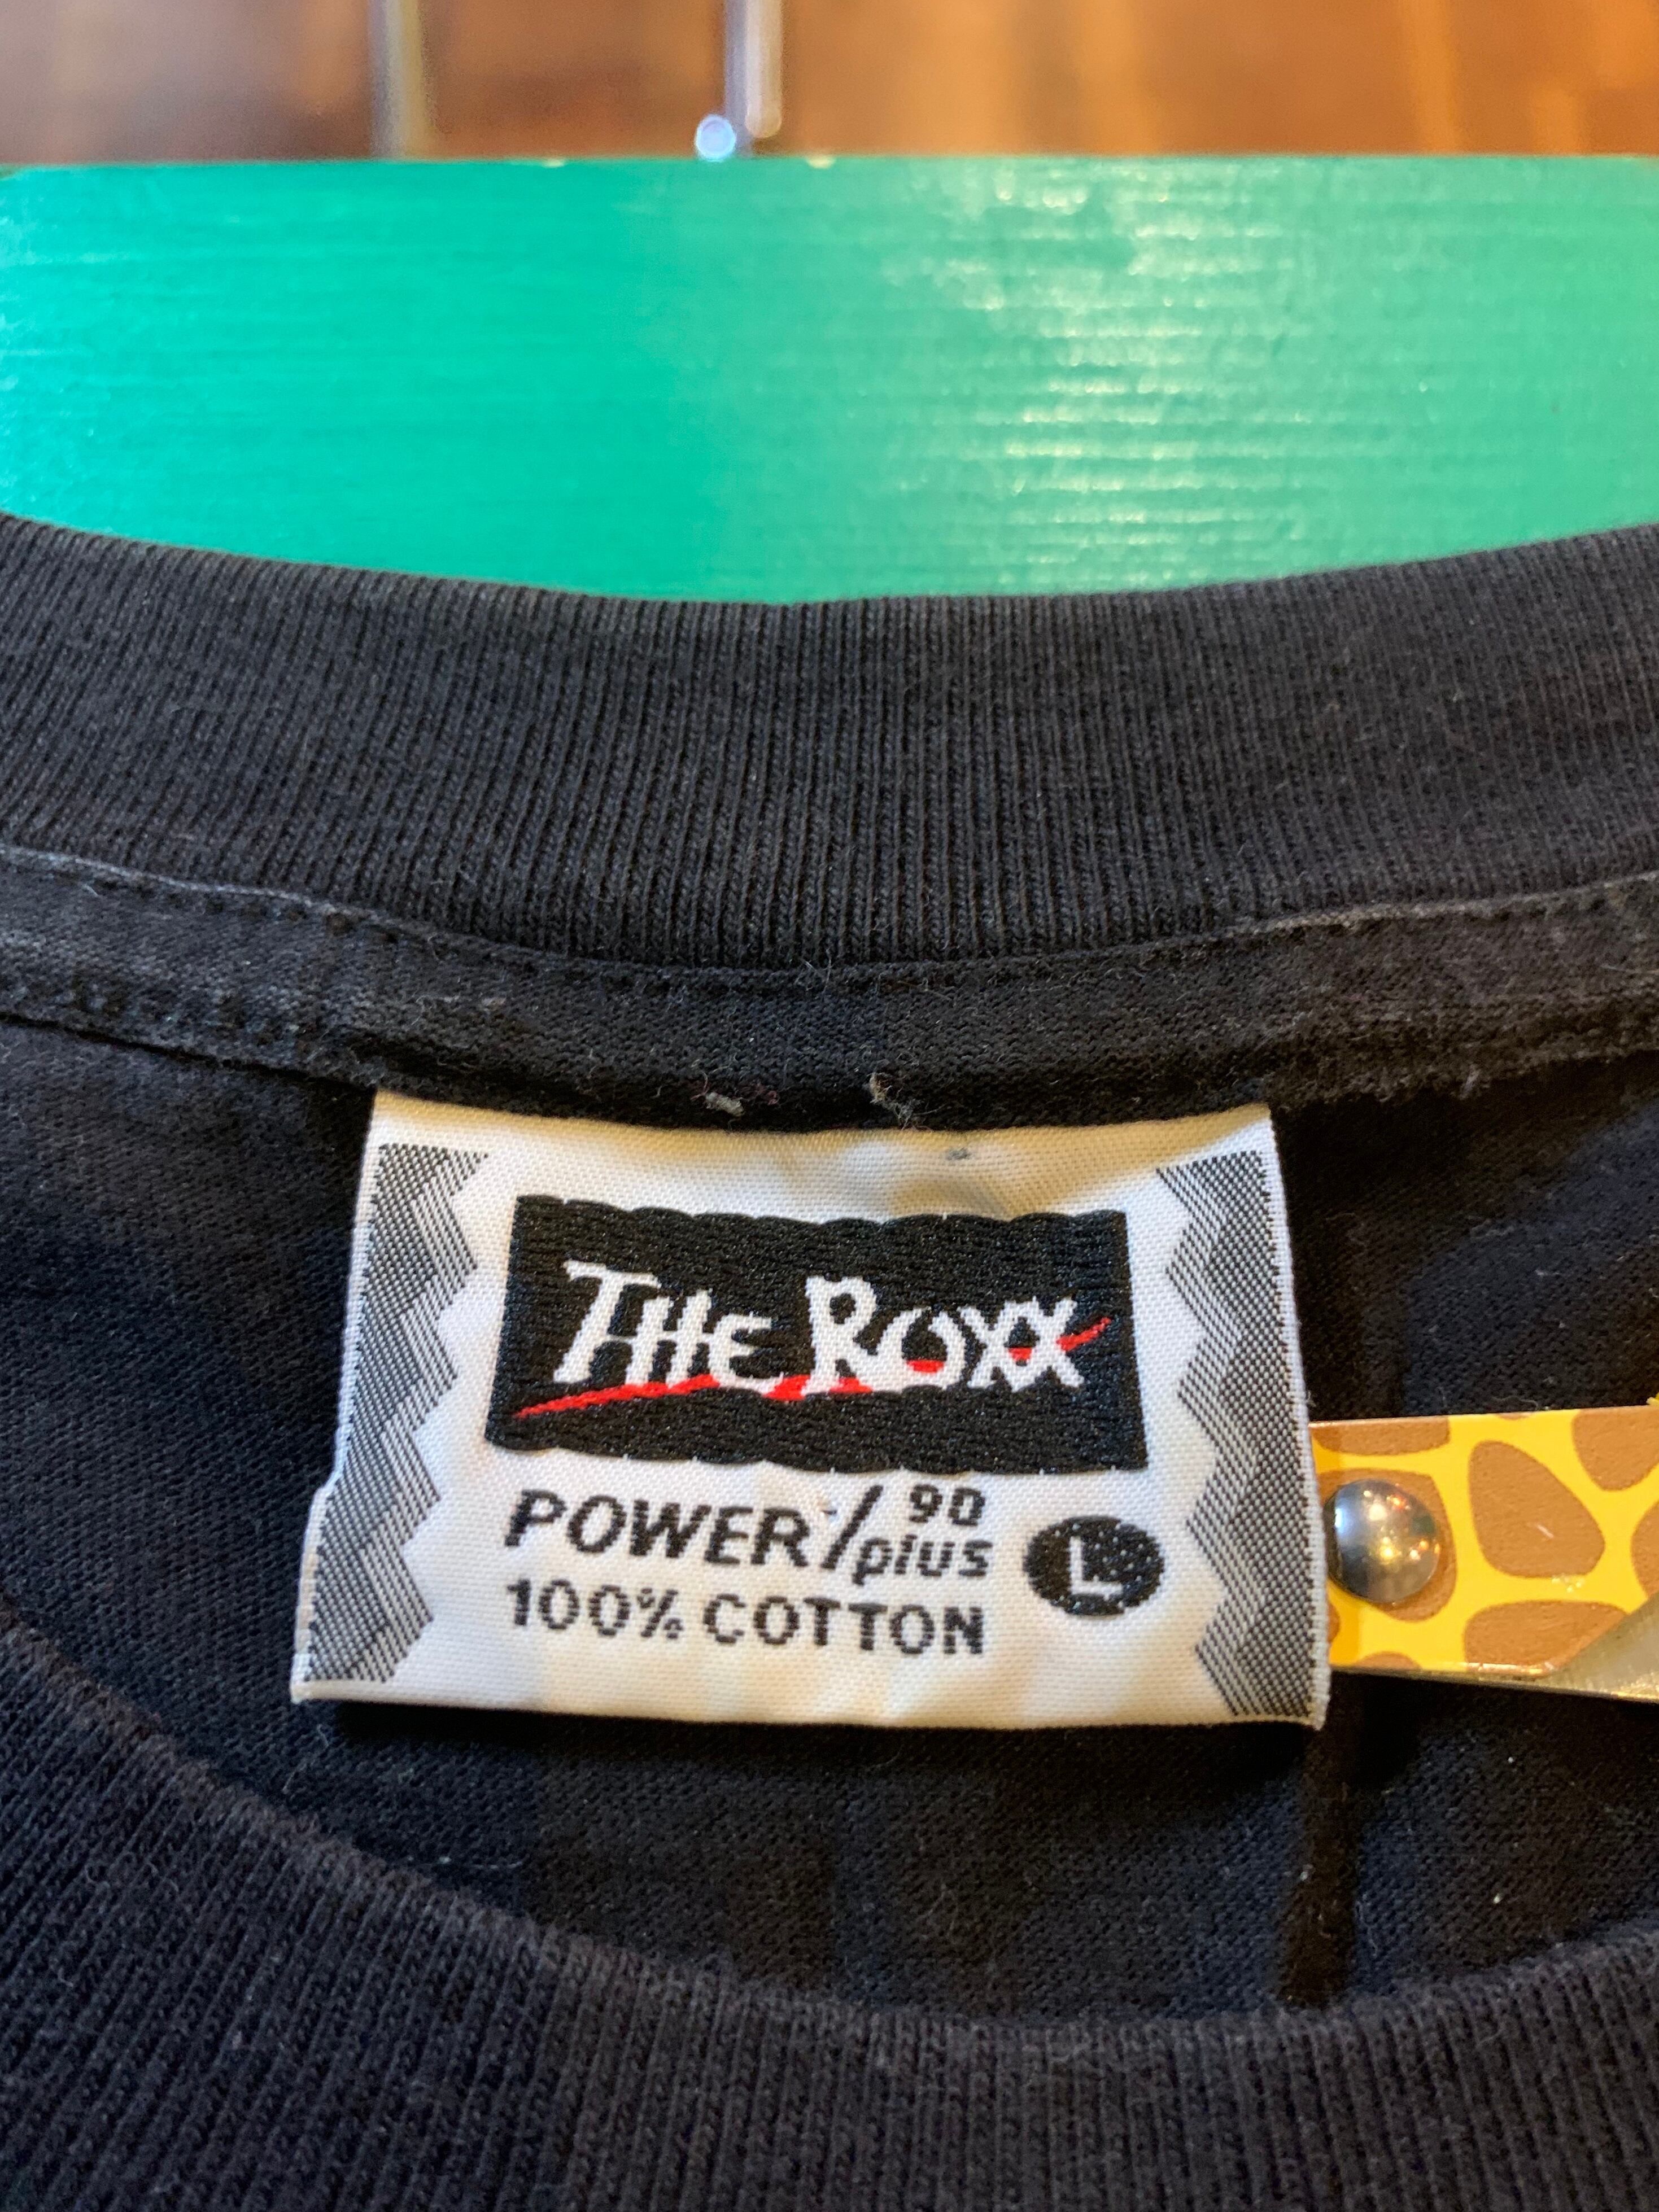 THE ROXX
POWER/90 plus
100% COTTON
L